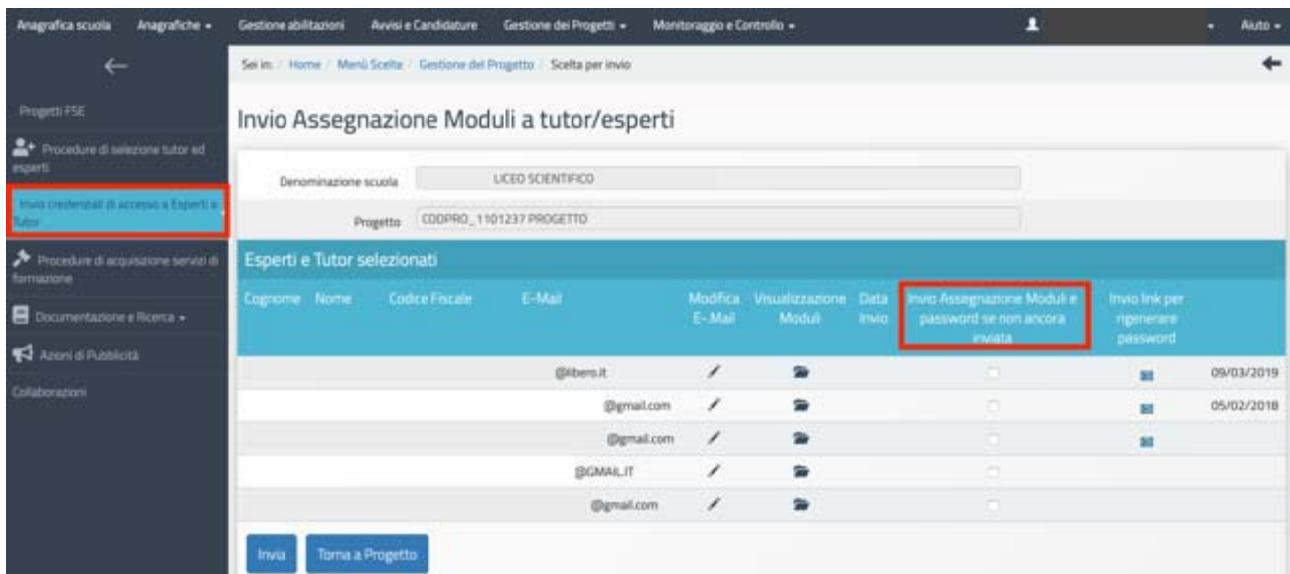 Anagrafica scuola Anagrafiche Gestione abilitazioni Avvisi e Candidature Gestione dei Progetti Monitoraggio e Controllo Aiuto
Sei in: / Home / Menù Scelte / Gestione del Progetto / Scelta per invio
Progetti FSE
Procedure di selezione tutor ed
esperti
Invio credenziali di accesso a Esperti e
Tutor
Procedure di acquisizione servizi di
formazione
Documentazione e Ricerca
Azioni di Pubblicità
Collaborazioni
Invio Assegnazione Moduli a tutor/esperti
Denominazione scuola LICEO SCIENTIFICO
Progetto CODPRO_1101237 PROGETTO
Esperti e Tutor selezionati
Cognome Nome Codice Fiscale E-Mail
Modifica
E-.Mail
Visualizzazione
Moduli
Data
Invio
Invio Assegnazione Moduli e
password se non ancora
inviata
Invio link per
rigenerare
password
@libero.it 09/03/2019
@gmail.com 05/02/2018
@gmail.com
@GMAIL.IT
@gmail.com
Invia Torna a Progetto